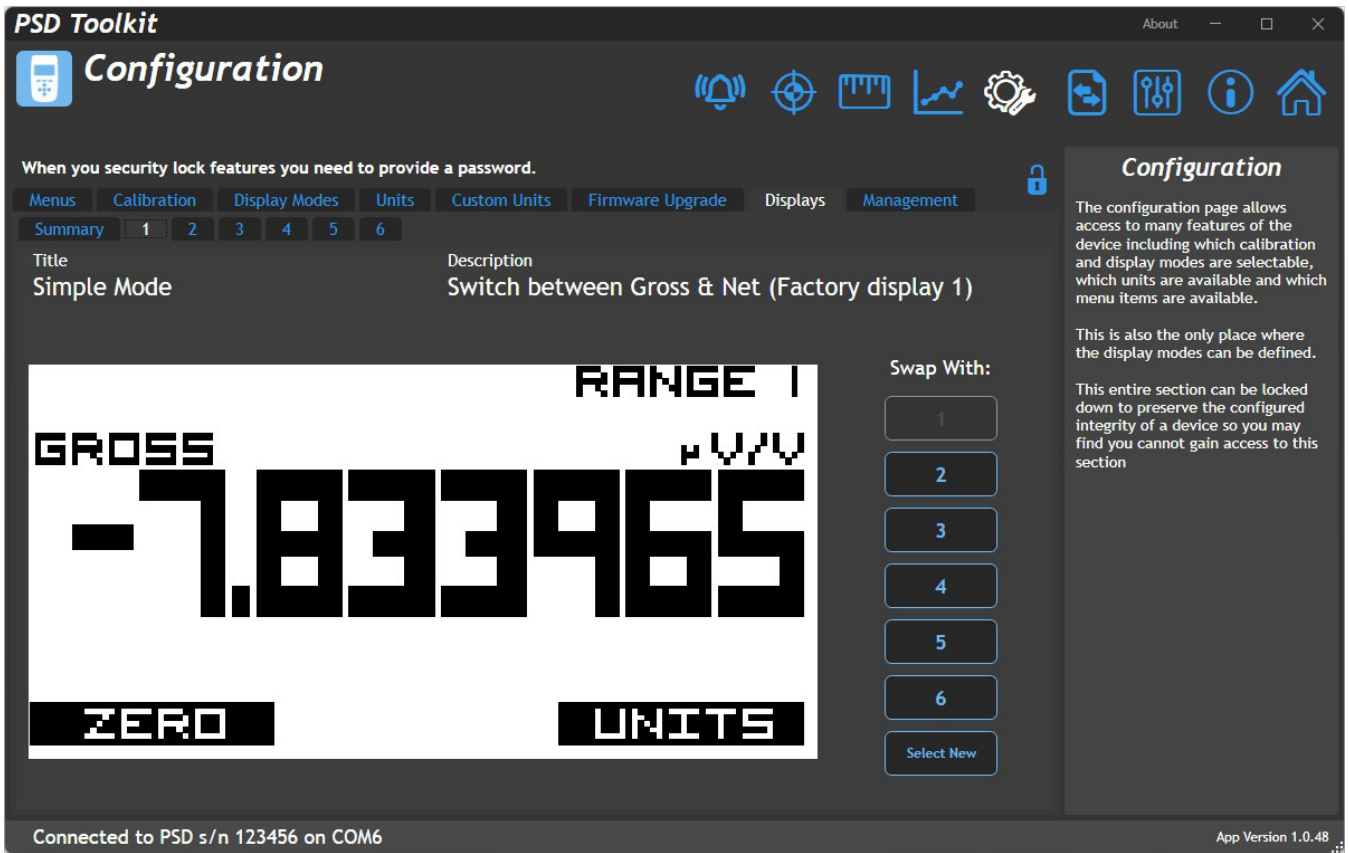 PSD Toolkit
About
Configuration
When you security lock features you need to provide a password.
Menus Calibration Display Modes Units Custom Units Firmware Upgrade Displays Management
Summary 1 2 3 4 5 6
Title
Simple Mode
Description
Switch between Gross & Net (Factory display 1)
RANGE 1
GROSS
µV/V
-7.833965
ZERO
UNITS
Swap With:
1
2
3
4
5
6
Select New
Configuration
The configuration page allows
access to many features of the
device including which calibration
and display modes are selectable,
which units are available and which
menu items are available.
This is also the only place where
the display modes can be defined.
This entire section can be locked
down to preserve the configured
integrity of a device so you may
find you cannot gain access to this
section
Connected to PSD s/n 123456 on COM6
App Version 1.0.48